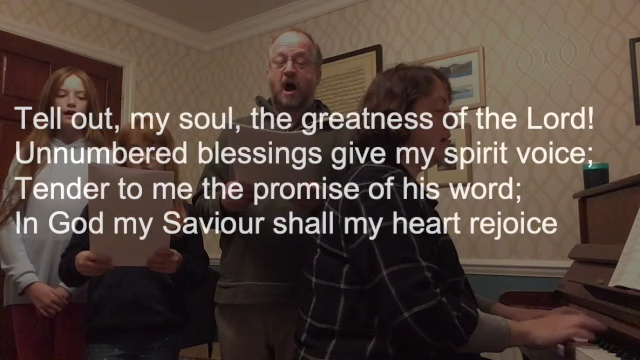 Tell out, my soul, the greatness of the Lord!
Unnumbered blessings give my spirit voice;
Tender to me the promise of his word;
In God my Saviour shall my heart rejoice